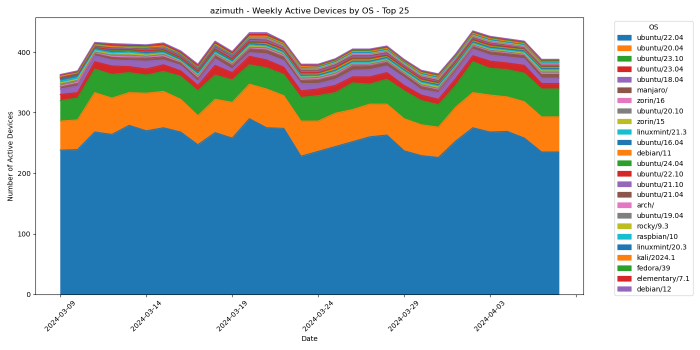 azimuth - Weekly Active Devices by OS - Top 25
Number of Active Devices
400
300
200
100
0
2024-03-09
2024-03-14
2024-03-19
2024-03-24
2024-03-29
2024-04-03
Date
OS
ubuntu/22.04
ubuntu/20.04
ubuntu/23.10
ubuntu/23.04
ubuntu/18.04
manjaro/
zorin/16
ubuntu/20.10
zorin/15
linuxmint/21.3
ubuntu/16.04
debian/11
ubuntu/24.04
ubuntu/22.10
ubuntu/21.10
ubuntu/21.04
arch/
ubuntu/19.04
rocky/9.3
raspbian/10
linuxmint/20.3
kali/2024.1
fedora/39
elementary/7.1
debian/12